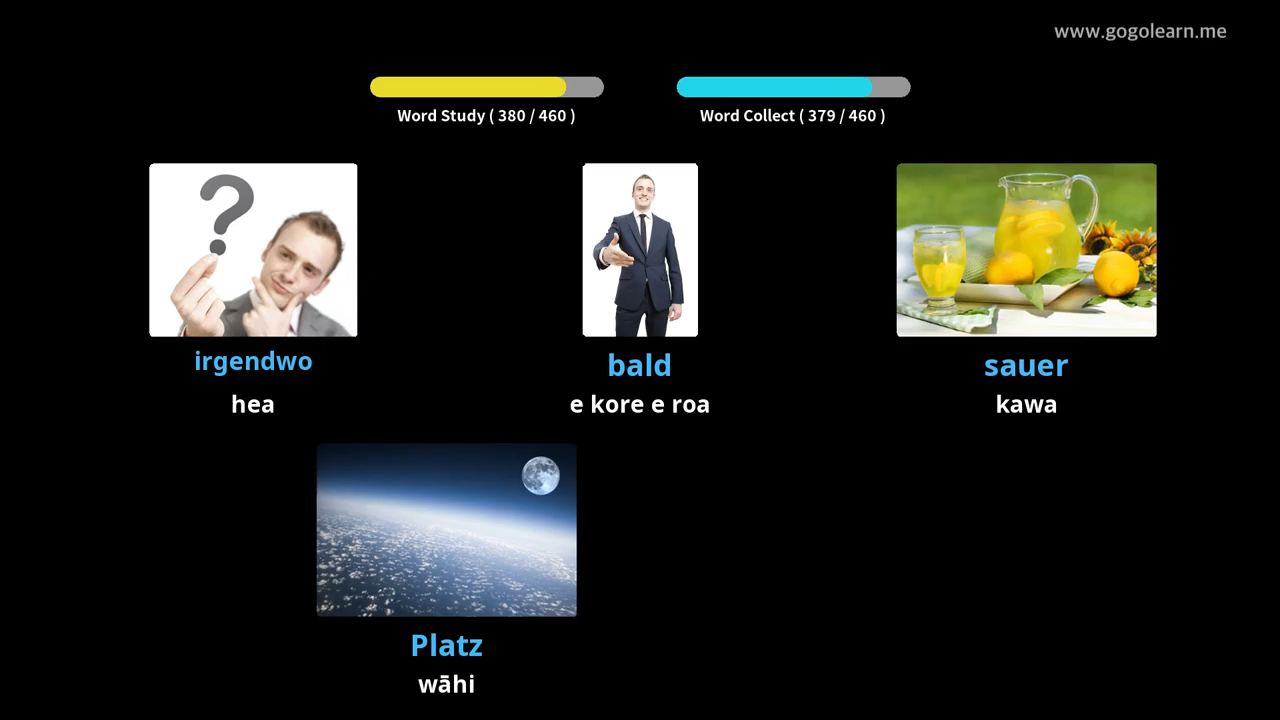 www.gogolearn.me
Word Study ( 380 / 460 )
Word Collect ( 379 / 460 )
irgendwo
hea
bald
e kore e roa
sauer
kawa
Platz
wāhi